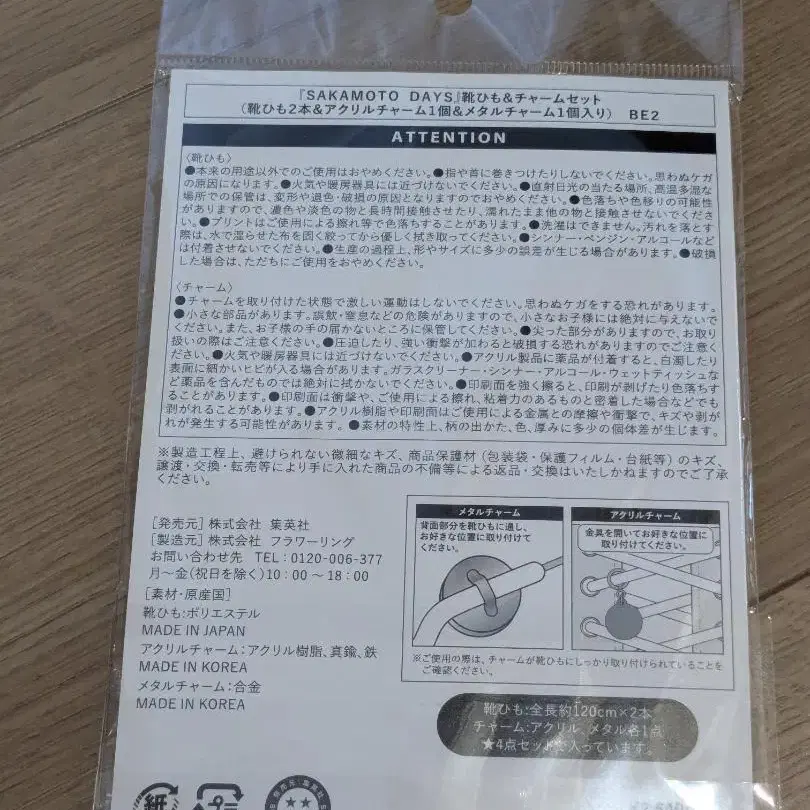 『SAKAMOTO DAYS』靴ひも&チャームセット
(靴ひも2本&アクリルチャーム1個&メタルチャーム1個入り) BE2
ATTENTION
〈靴ひも〉
●本来の用途以外でのご使用はおやめください。●指や首に巻きつけたりしないでください。思わぬケガ
の原因になります。●火気や暖房器具には近づけないでください。●直射日光の当たる場所、高温多湿な
場所での保管は、変形や退色・破損の原因となりますのでおやめください。●色落ちや色移りの可能性
がありますので、濃色や淡色の物と長時間接触させたり、濡れたまま他の物と接触させないでくださ
い。●プリントはご使用による擦れ等で色落ちすることがあります。●洗濯はできません。汚れを落とす
際は、水で湿らせた布を固く絞ってから優しく拭き取ってください。●シンナー・ベンジン・アルコールなど
は付着させないでください。●生産の過程上、形やサイズに多少の誤差が生じる場合があります。●破損
した場合は、ただちにご使用をおやめください。
〈チャーム〉
●チャームを取り付けた状態で激しい運動はしないでください。思わぬケガをする恐れがあります。
●小さな部品があります。誤飲・窒息などの危険がありますので、小さなお子様には絶対に与えないで
ください。また、お子様の手の届かないところに保管してください。●尖った部分がありますので、お取り
扱いの際はご注意ください。●圧迫したり、強い衝撃が加わると破損する恐れがありますのでご注意く
ださい。●火気や暖房器具には近づけないでください。●アクリル製品に薬品が付着すると、白濁したり
表面に細かいヒビが入る場合があります。ガラスクリーナー・シンナー・アルコール・ウェットティッシュな
ど薬品を含んだものでは絶対に拭かないでください。●印刷面を強く擦ると、印刷が剥げたり色落ちす
ることがあります。●印刷面は衝撃や、ご使用による擦れ、粘着力のあるものと密着した場合などでも
剥がれることがあります。●アクリル樹脂や印刷面はご使用による金属との摩擦や衝撃で、キズや剥が
れが発生する可能性があります。●素材の特性上、柄の出かた、色、厚みに多少の個体差が生じます。
※製造工程上、避けられない微細なキズ、商品保護材(包装袋・保護フィルム・台紙等)のキズ、
譲渡・交換・転売等により手に入れた商品の不備等による返品・交換はいたしかねますのでご了承
ください。
[発売元]株式会社 集英社
[製造元]株式会社 フラワーリング
お問い合わせ先 TEL:0120-006-377
月〜金(祝日を除く)10:00〜18:00
[素材・原産国]
靴ひも:ポリエステル
MADE IN JAPAN
アクリルチャーム:アクリル樹脂、真鍮、鉄
MADE IN KOREA
メタルチャーム:合金
MADE IN KOREA
メタルチャーム
背面部分を靴ひもに通し、
お好きな位置に取り付けて
ください。
アクリルチャーム
金具を開いてお好きな位置に
取り付けてください。
※ご使用の際は、チャームが靴ひもにしっかり取り付けられていることを
ご確認ください。
靴ひも:全長約120cm×2本
チャーム:アクリル、メタル各1点
★4点セットで入っています。
紙
プラ